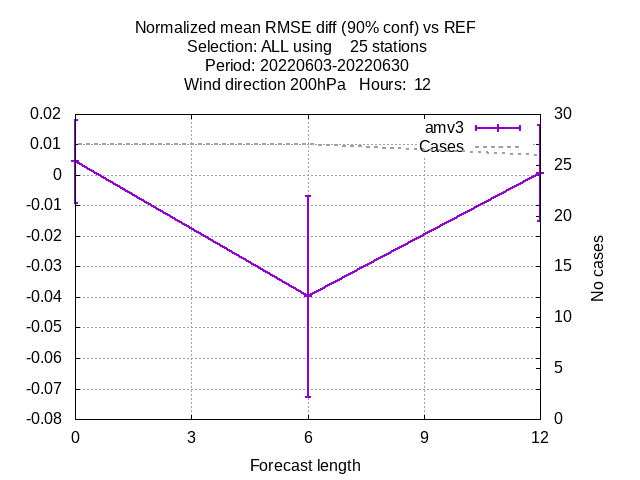 Normalized mean RMSE diff (90% conf) vs REF
Selection: ALL using 25 stations
Period: 20220603-20220630
Wind direction 200hPa Hours: 12
0.02
0.01
0
-0.01
-0.02
-0.03
-0.04
-0.05
-0.06
-0.07
-0.08
amv3
Cases
30
25
20
15
10
5
0
No cases
0 3 6 9 12
Forecast length